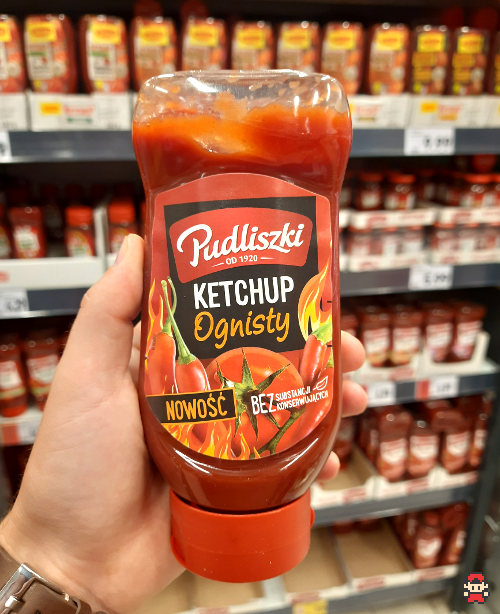 Pudliszki
OD 1920
KETCHUP
Ognisty
NOWOŚĆ
BEZ SUBSTANCJI
KONSERWUJĄCYCH